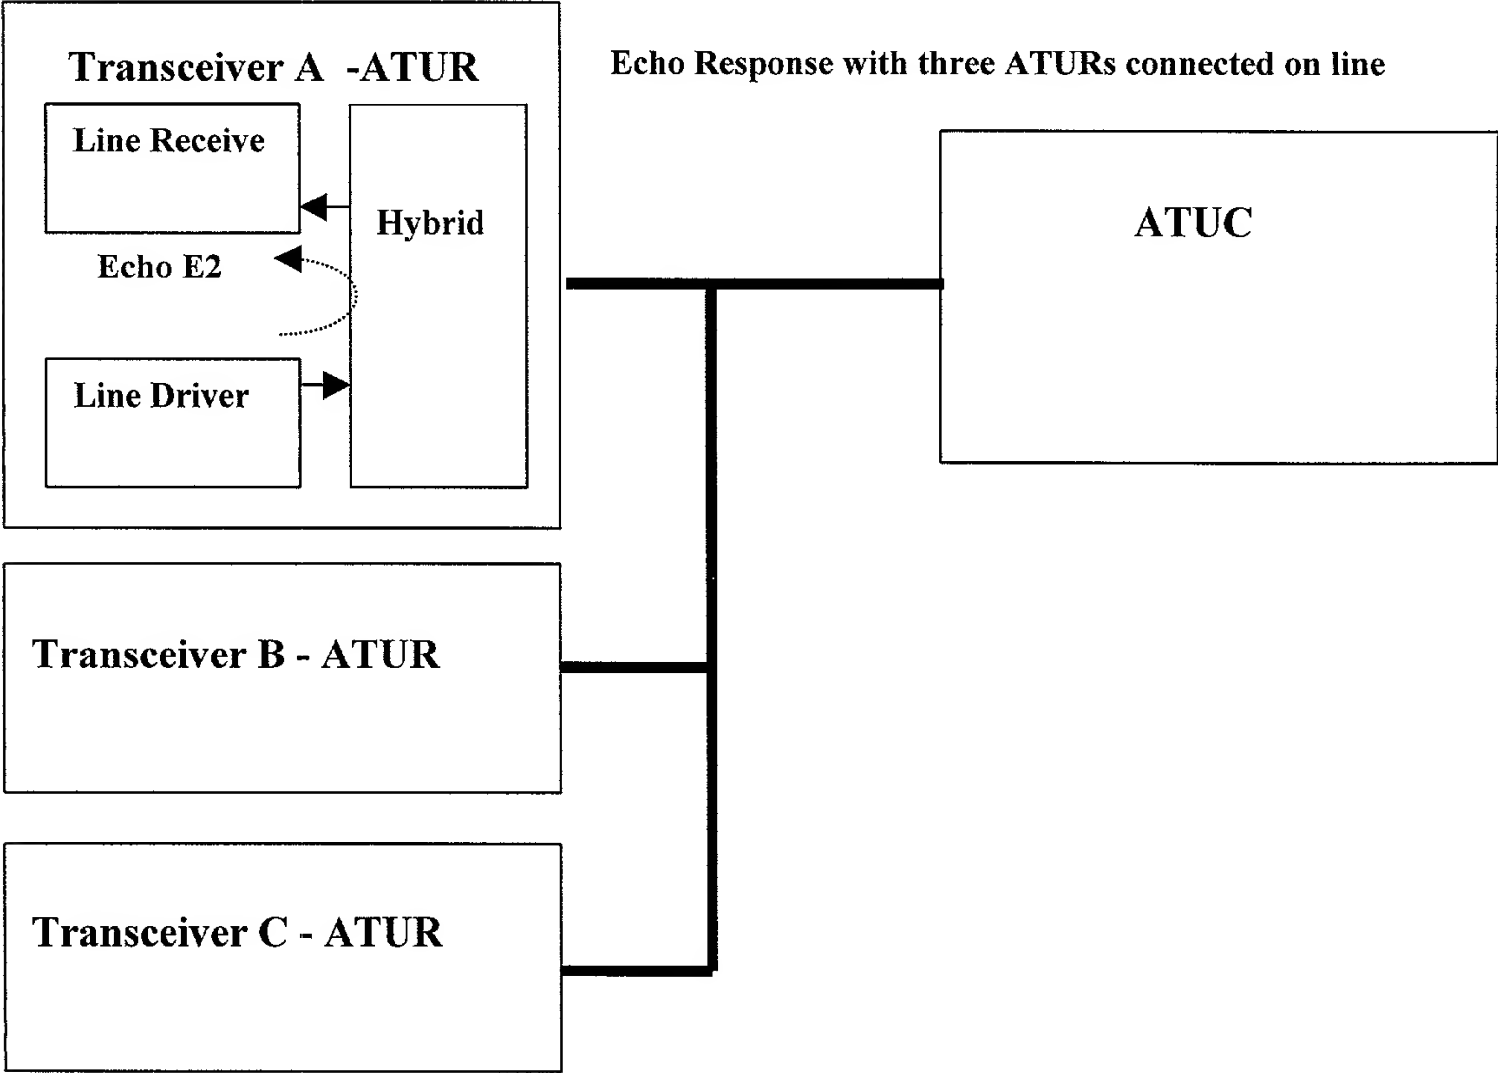 Transceiver A -ATUR
Echo Response with three ATURs connected on line
Line Receive
Hybrid
ATUC
Echo E2
Line Driver
Transceiver B - ATUR
Transceiver C - ATUR